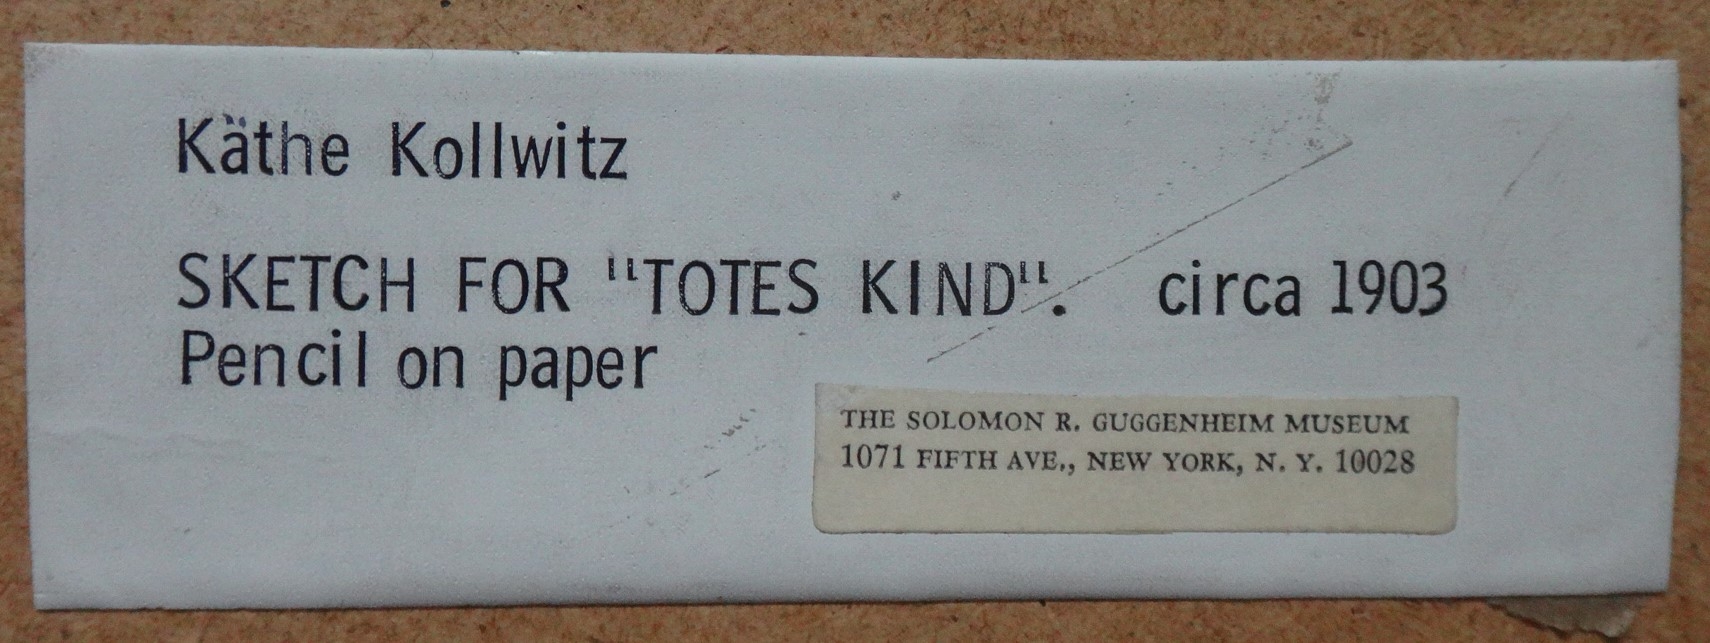 Käthe Kollwitz
SKETCH FOR "TOTES KIND". circa 1903
Pencil on paper
THE SOLOMON R. GUGGENHEIM MUSEUM
1071 FIFTH AVE., NEW YORK, N. Y. 10028